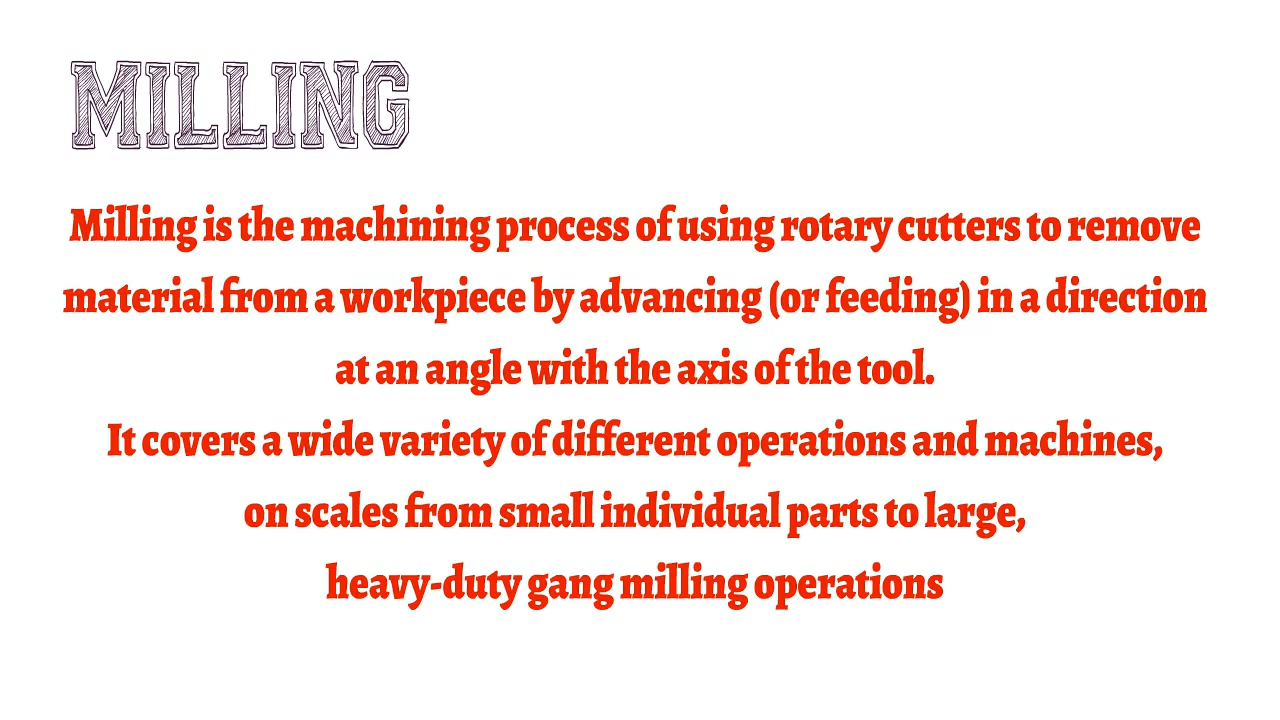 MILLING
Milling is the machining process of using rotary cutters to remove
material from a workpiece by advancing (or feeding) in a direction
at an angle with the axis of the tool.
It covers a wide variety of different operations and machines,
on scales from small individual parts to large,
heavy-duty gang milling operations